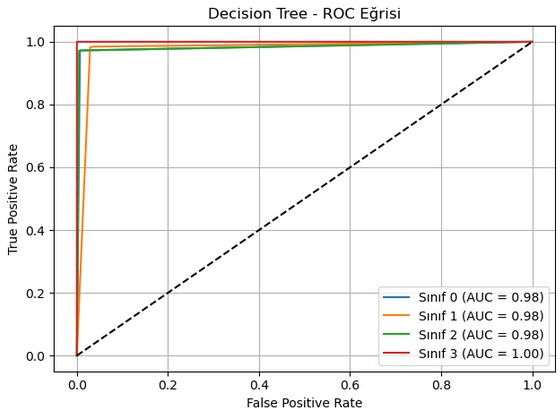 Decision Tree - ROC Eğrisi
True Positive Rate
1.0
0.8
0.6
0.4
0.2
0.0
Sınıf 0 (AUC = 0.98)
Sınıf 1 (AUC = 0.98)
Sınıf 2 (AUC = 0.98)
Sınıf 3 (AUC = 1.00)
0.0 0.2 0.4 0.6 0.8 1.0
False Positive Rate